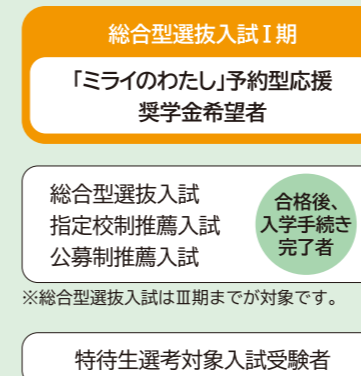 総合型選抜入試Ⅰ期
「ミライのわたし」予約型応援
奨学金希望者
総合型選抜入試
指定校制推薦入試
公募制推薦入試
合格後、
入学手続き
完了者
※総合型選抜入試はⅢ期までが対象です。
特待生選考対象入試受験者